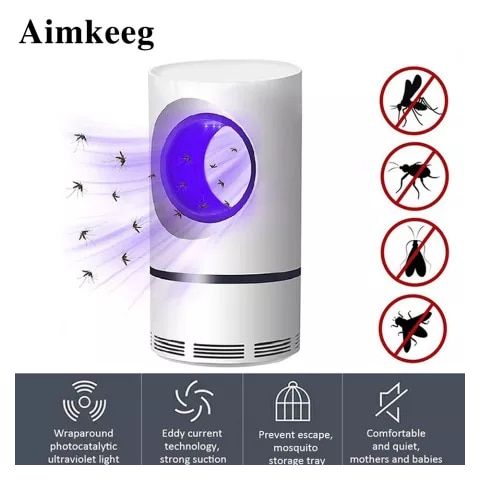 Aimkeeg
Wraparound
photocatalytic
ultraviolet light
Eddy current
technology,
strong suction
Prevent escape,
mosquito
storage tray
Comfortable
and quiet,
mothers and babies